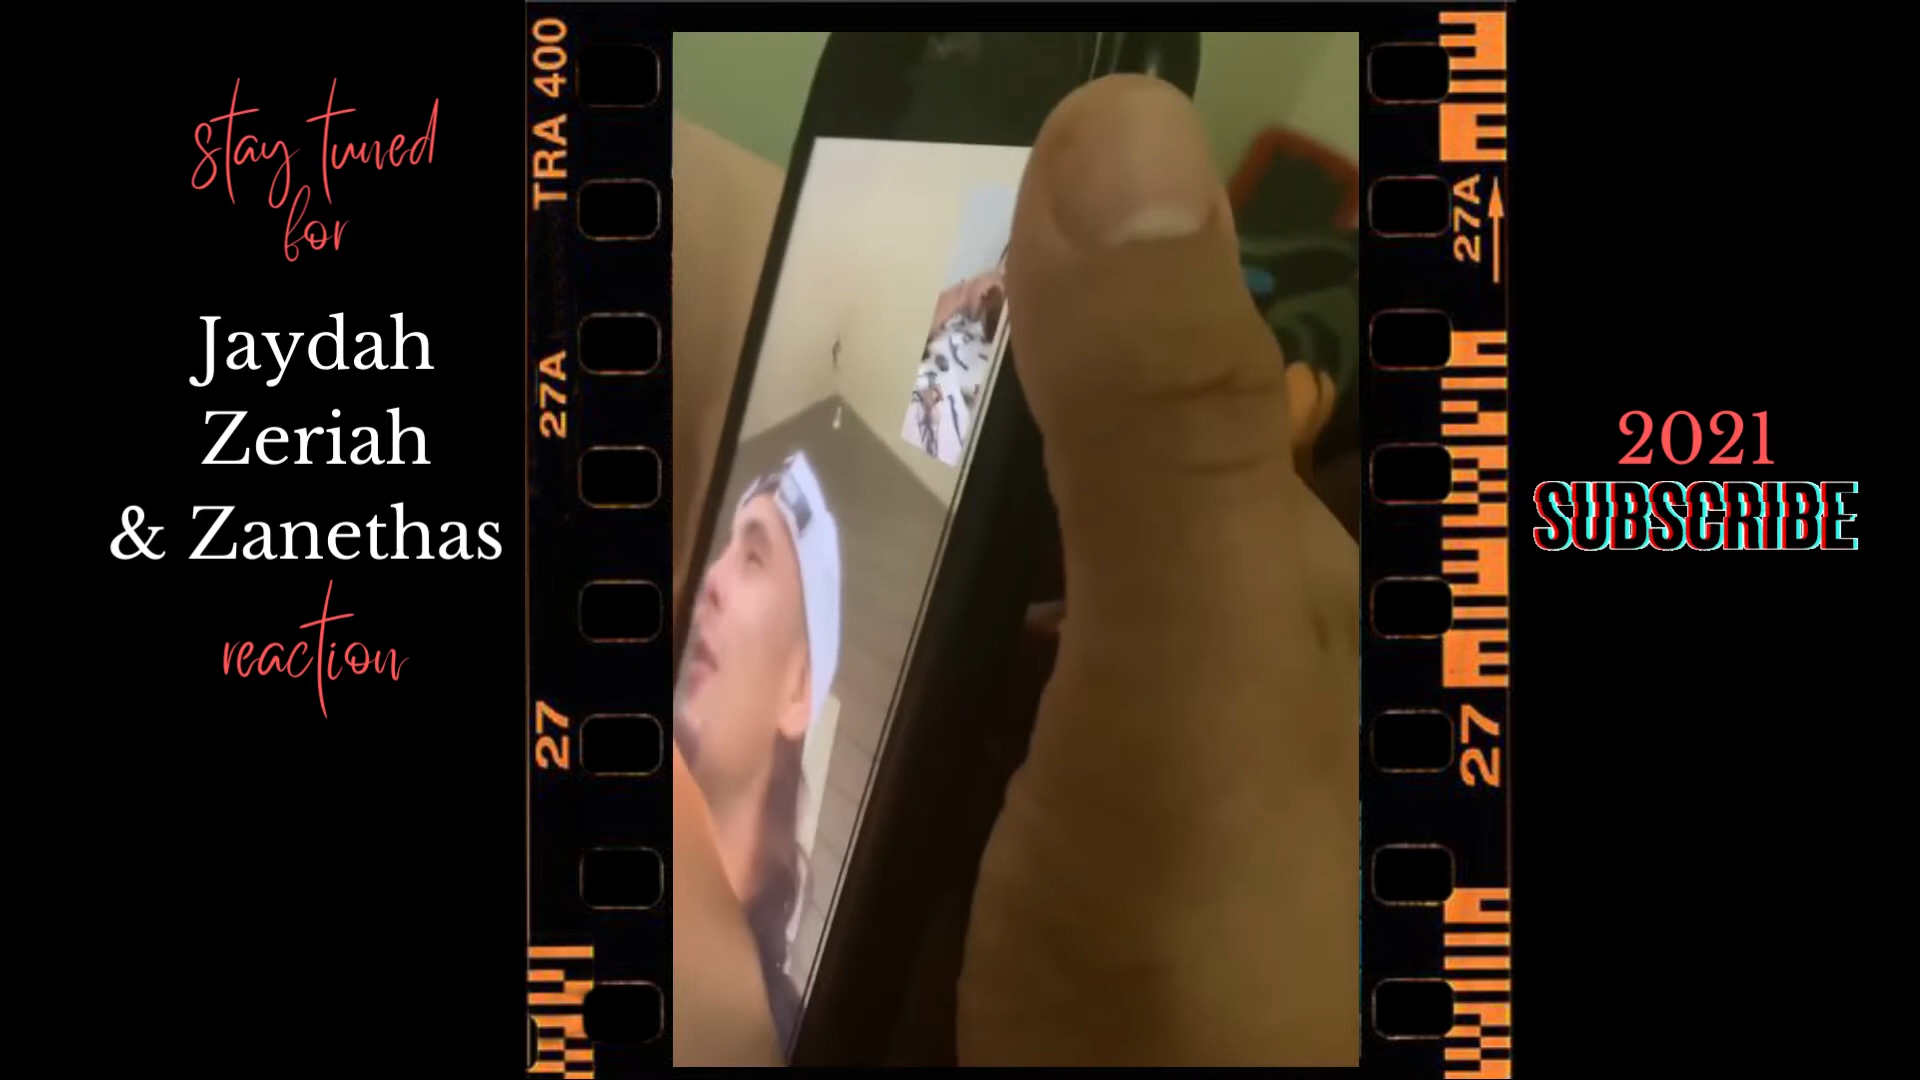 stay tuned
for
Jaydah
Zeriah
& Zanethas
reaction
TRA 400
27A
27
27A
27
2021
SUBSCRIBE